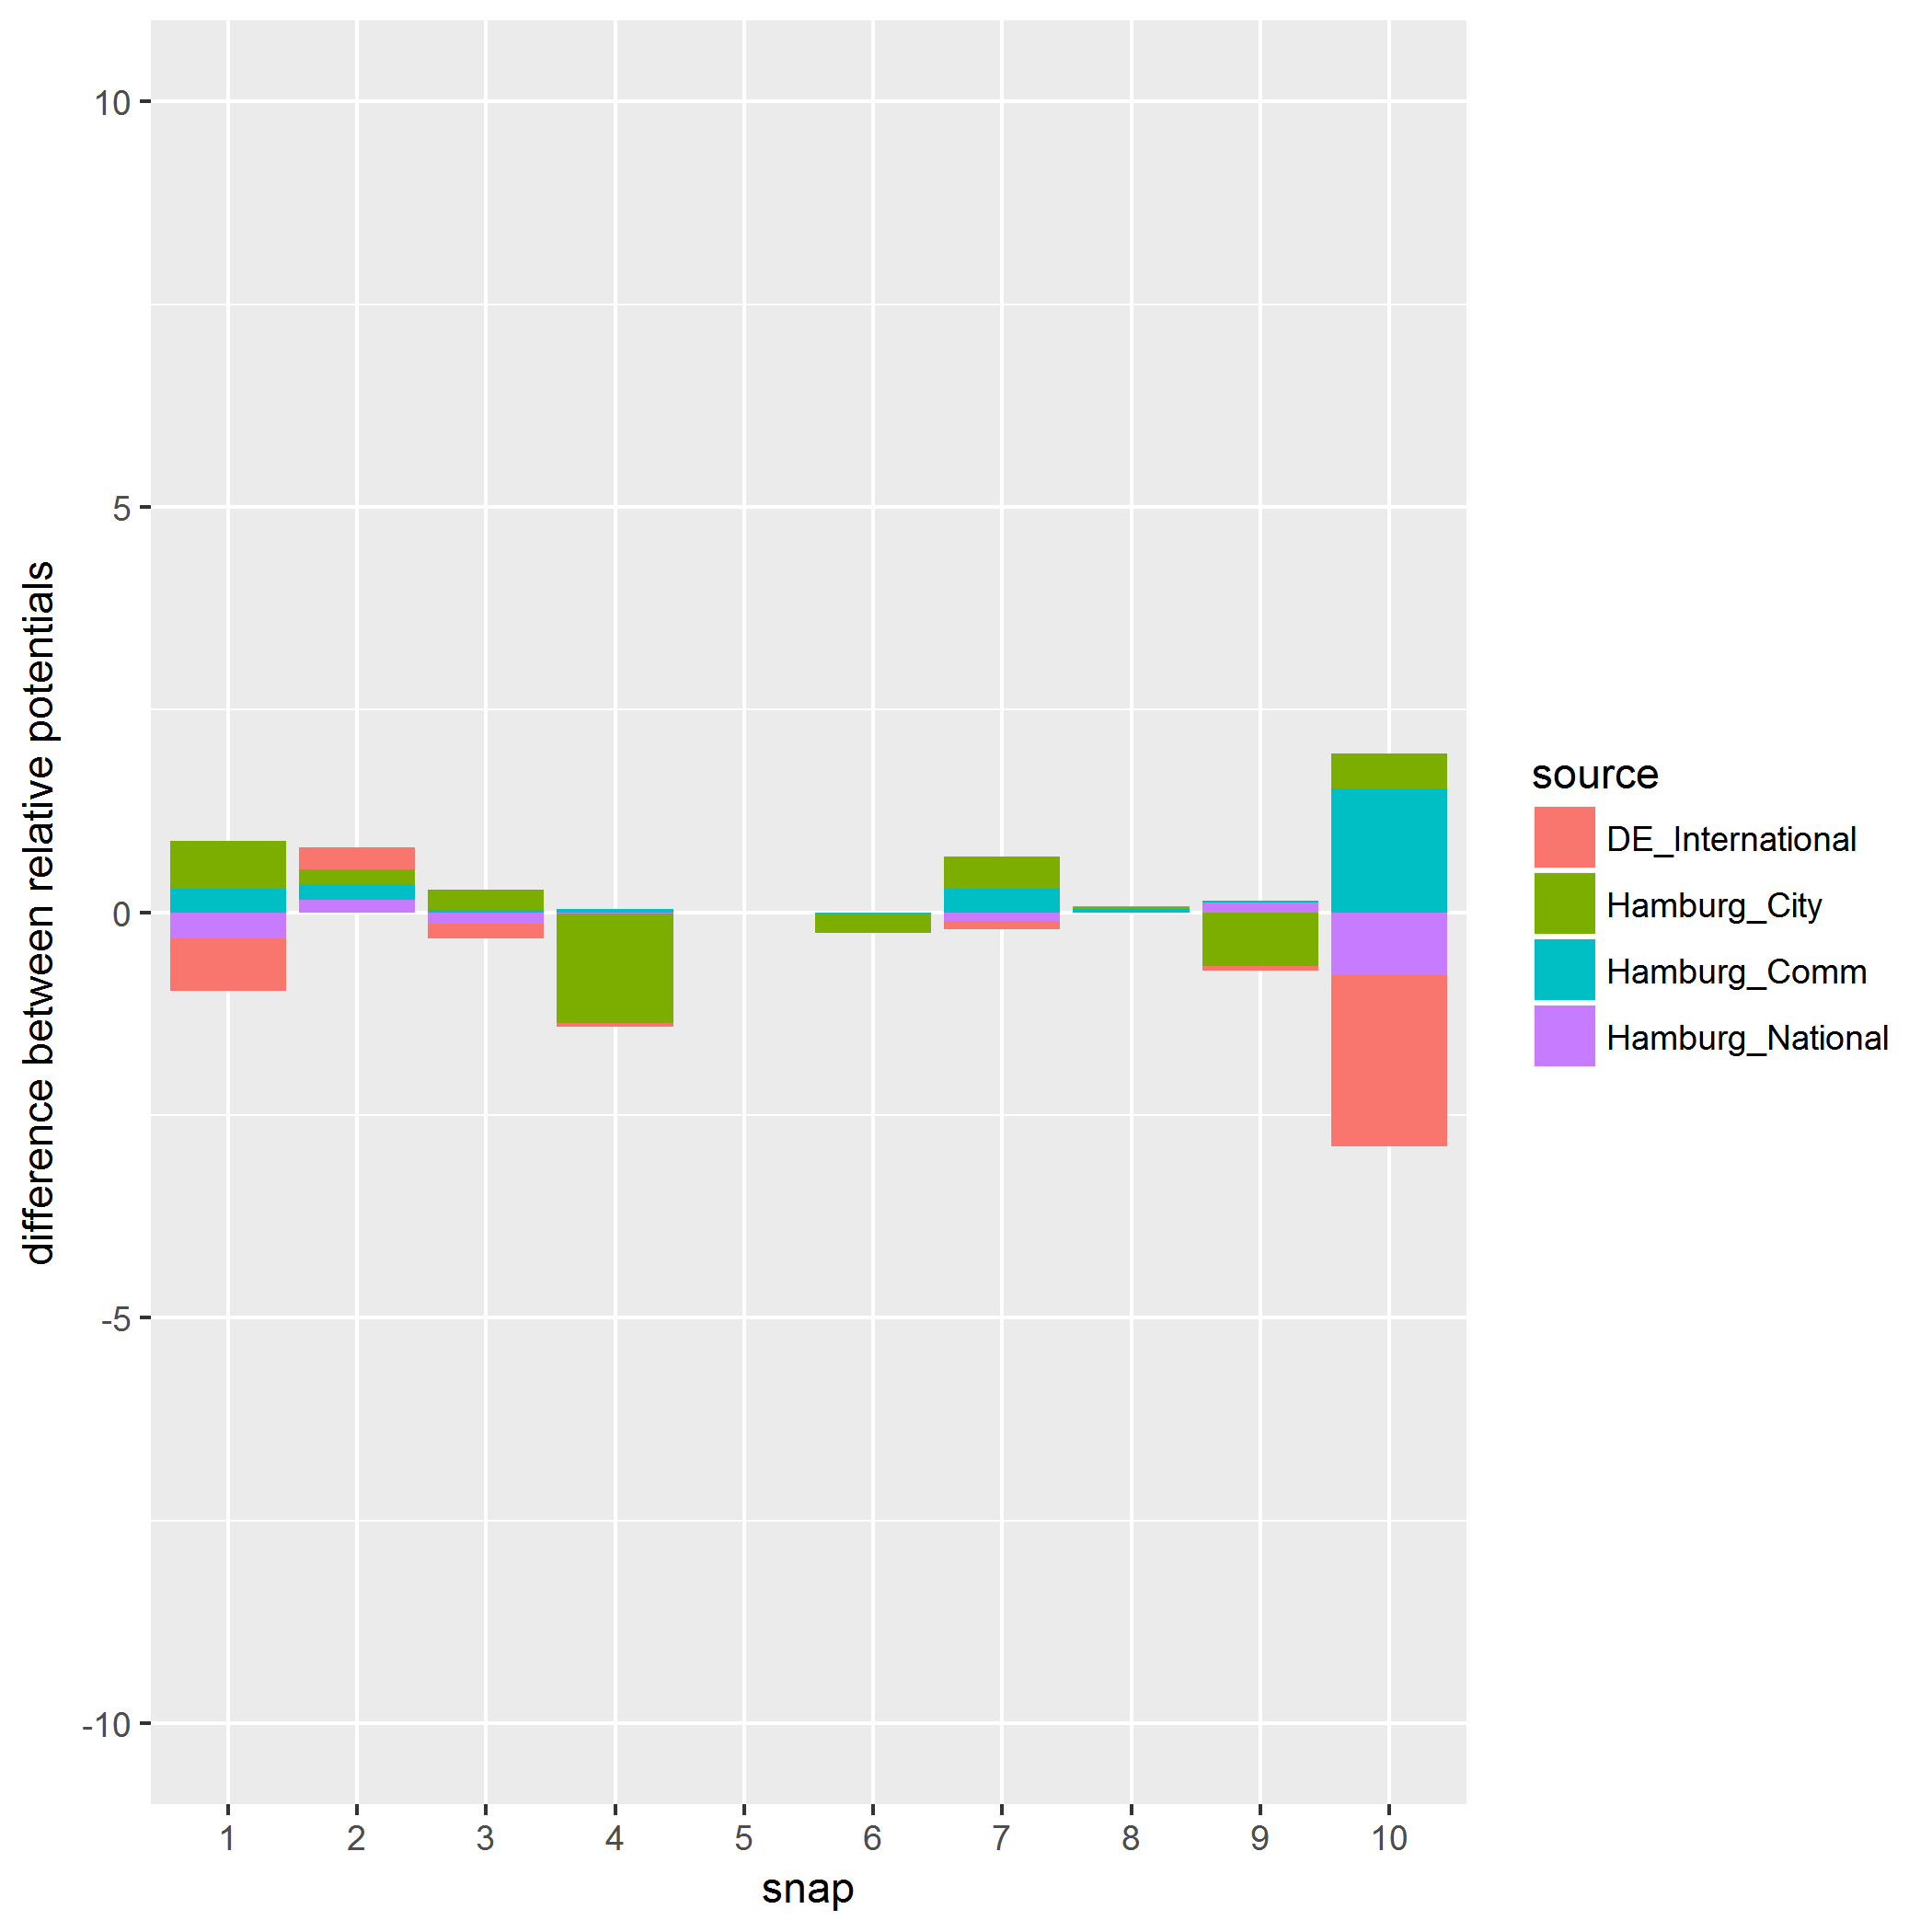 difference between relative potentials
10
5
0
-5
-10
1 2 3 4 5 6 7 8 9 10
snap
source
DE_International
Hamburg_City
Hamburg_Comm
Hamburg_National